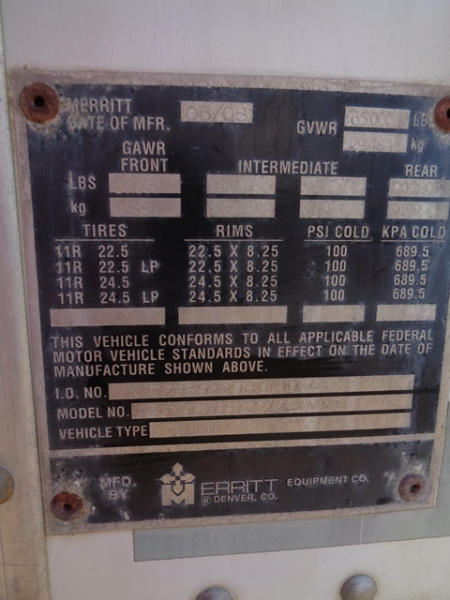 MERRITT
DATE OF MFR. 05/08 GVWR LBS
kg
GAWR
FRONT INTERMEDIATE REAR
LBS
kg
TIRES RIMS PSI COLD KPA COLD
11R 22.5 22.5 X 8.25 100 689.5
11R 22.5 LP 22.5 X 8.25 100 689.5
11R 24.5 24.5 X 8.25 100 689.5
11R 24.5 LP 24.5 X 8.25 100 689.5
THIS VEHICLE CONFORMS TO ALL APPLICABLE FEDERAL
MOTOR VEHICLE STANDARDS IN EFFECT ON THE DATE OF
MANUFACTURE SHOWN ABOVE.
I.D. NO.
MODEL NO.
VEHICLE TYPE
MFD. BY MERRITT EQUIPMENT CO.
® DENVER, CO.